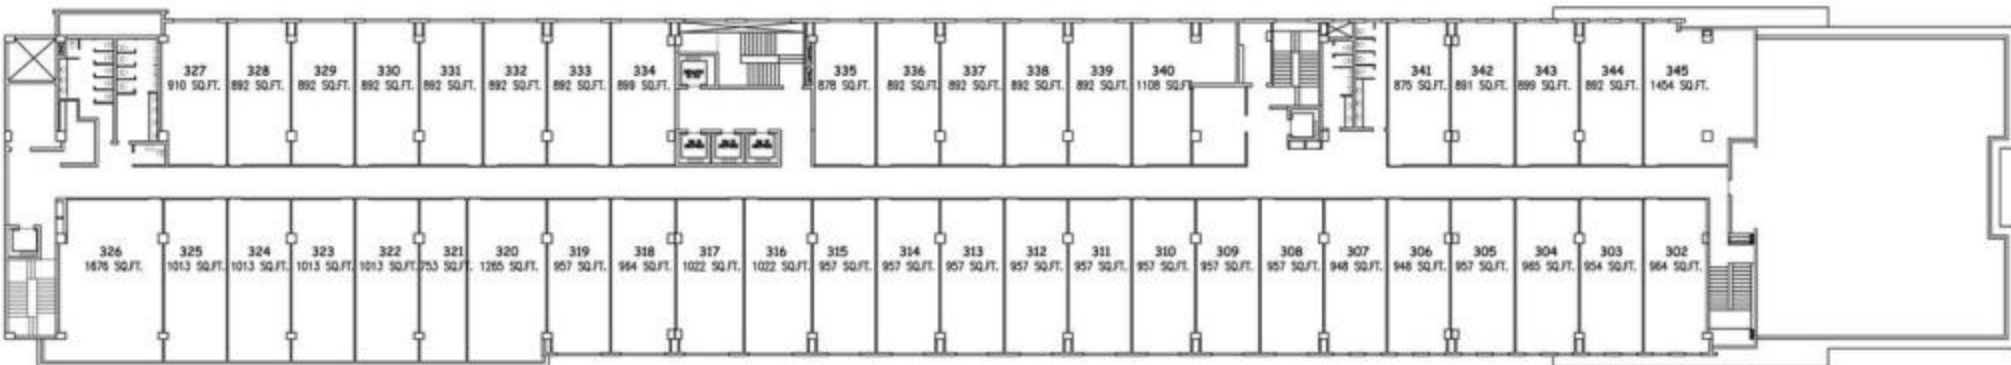 327
910 SQ.FT.
328
892 SQ.FT.
329
892 SQ.FT.
330
892 SQ.FT.
331
892 SQ.FT.
332
892 SQ.FT.
333
892 SQ.FT.
334
899 SQ.FT.
335
878 SQ.FT.
336
892 SQ.FT.
337
892 SQ.FT.
338
892 SQ.FT.
339
892 SQ.FT.
340
1108 SQ.FT.
341
875 SQ.FT.
342
891 SQ.FT.
343
899 SQ.FT.
344
892 SQ.FT.
345
1454 SQ.FT.
326
1676 SQ.FT.
325
1013 SQ.FT.
324
1013 SQ.FT.
323
1013 SQ.FT.
322
1013 SQ.FT.
321
753 SQ.FT.
320
1265 SQ.FT.
319
957 SQ.FT.
318
964 SQ.FT.
317
1022 SQ.FT.
316
1022 SQ.FT.
315
957 SQ.FT.
314
957 SQ.FT.
313
957 SQ.FT.
312
957 SQ.FT.
311
957 SQ.FT.
310
957 SQ.FT.
309
957 SQ.FT.
308
957 SQ.FT.
307
948 SQ.FT.
306
948 SQ.FT.
305
957 SQ.FT.
304
965 SQ.FT.
303
954 SQ.FT.
302
964 SQ.FT.